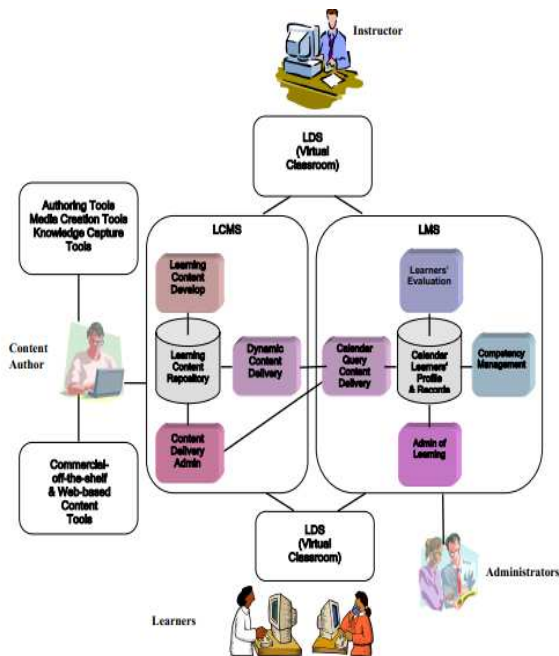 Instructor
LDS
(Virtual
Classroom)
Authoring Tools
Media Creation Tools
Knowledge Capture
Tools
Content
Author
Commercial-
off-the-shelf
& Web-based
Content
Tools
LCMS
Learning
Content
Develop
Learning
Content
Repository
Dynamic
Content
Delivery
Content
Delivery
Admin
LMS
Learners'
Evaluation
Calendar
Query
Content
Delivery
Calendar
Learners'
Profile
& Records
Competency
Management
Admin of
Learning
LDS
(Virtual
Classroom)
Administrators
Learners